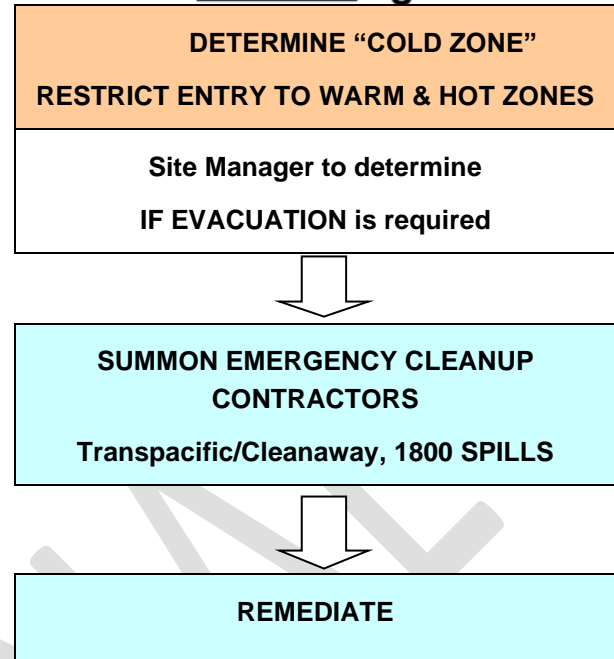 DETERMINE “COLD ZONE”
RESTRICT ENTRY TO WARM & HOT ZONES
Site Manager to determine
IF EVACUATION is required
SUMMON EMERGENCY CLEANUP
CONTRACTORS
Transpacific/Cleanaway, 1800 SPILLS
REMEDIATE